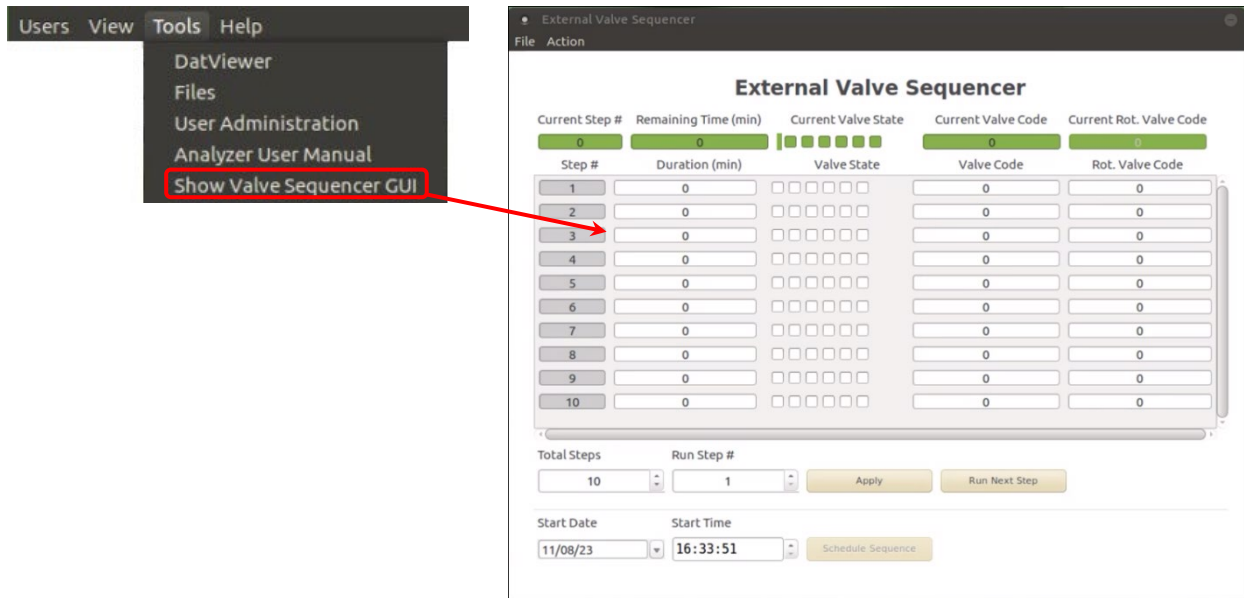 Users View Tools Help
DatViewer
Files
User Administration
Analyzer User Manual
Show Valve Sequencer GUI
External Valve Sequencer
File Action
External Valve Sequencer
Current Step # Remaining Time (min) Current Valve State Current Valve Code Current Rot. Valve Code
0 0 0 0
Step # Duration (min) Valve State Valve Code Rot. Valve Code
1 0 0 0
2 0 0 0
3 0 0 0
4 0 0 0
5 0 0 0
6 0 0 0
7 0 0 0
8 0 0 0
9 0 0 0
10 0 0 0
Total Steps Run Step #
10 1 Apply Run Next Step
Start Date Start Time
11/08/23 16:33:51 Schedule Sequence